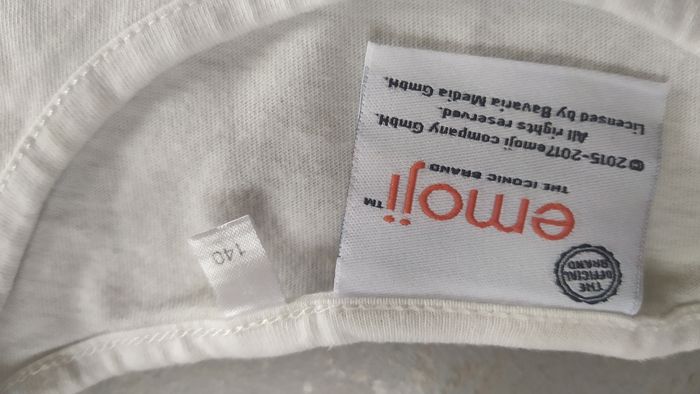 THE
OFFICIAL
BRAND
emoji™
THE ICONIC BRAND
© 2015-2017emoji company GmbH.
All rights reserved.
Licensed by Bavaria Media GmbH.
140